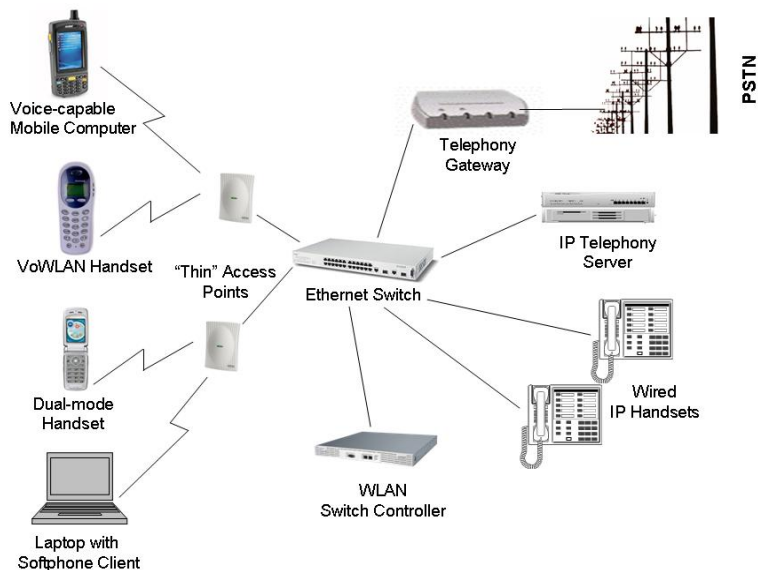 Voice-capable
Mobile Computer
VoWLAN Handset
Dual-mode
Handset
Laptop with
Softphone Client
"Thin" Access
Points
Ethernet Switch
Telephony
Gateway
PSTN
IP Telephony
Server
Wired
IP Handsets
WLAN
Switch Controller